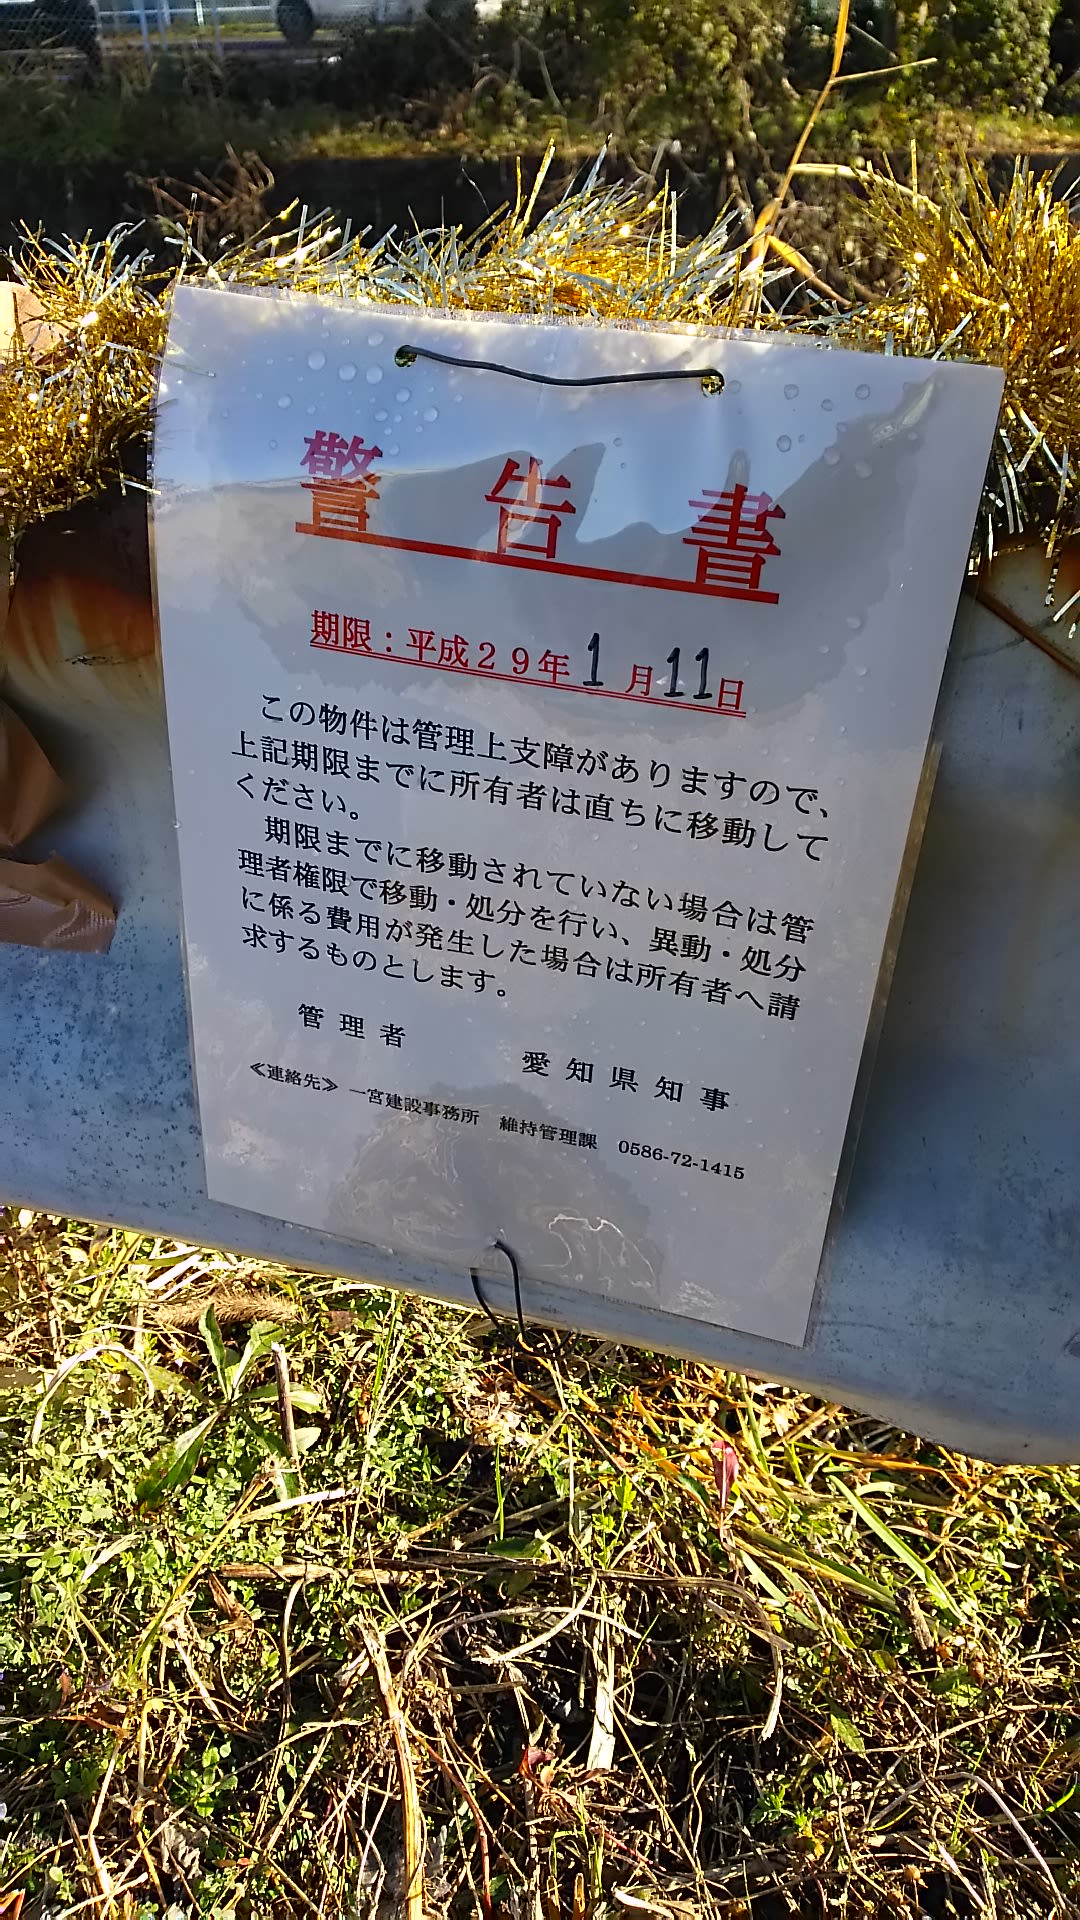 警告書
期限：平成２９年1月11日
この物件は管理上支障がありますので、
上記期限までに所有者は直ちに移動して
ください。
期限までに移動されていない場合は管
理者権限で移動・処分を行い、異動・処分
に係る費用が発生した場合は所有者へ請
求するものとします。
管理者
愛知県知事
≪連絡先≫ 一宮建設事務所 維持管理課 0586-72-1415